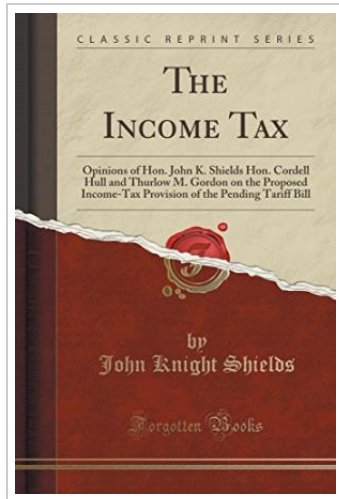 CLASSIC REPRINT SERIES
THE
INCOME TAX
Opinions of Hon. John K. Shields Hon. Cordell
Hull and Thurlow M. Gordon on the Proposed
Income-Tax Provision of the Pending Tariff Bill
by
John Knight Shields
Forgotten Books